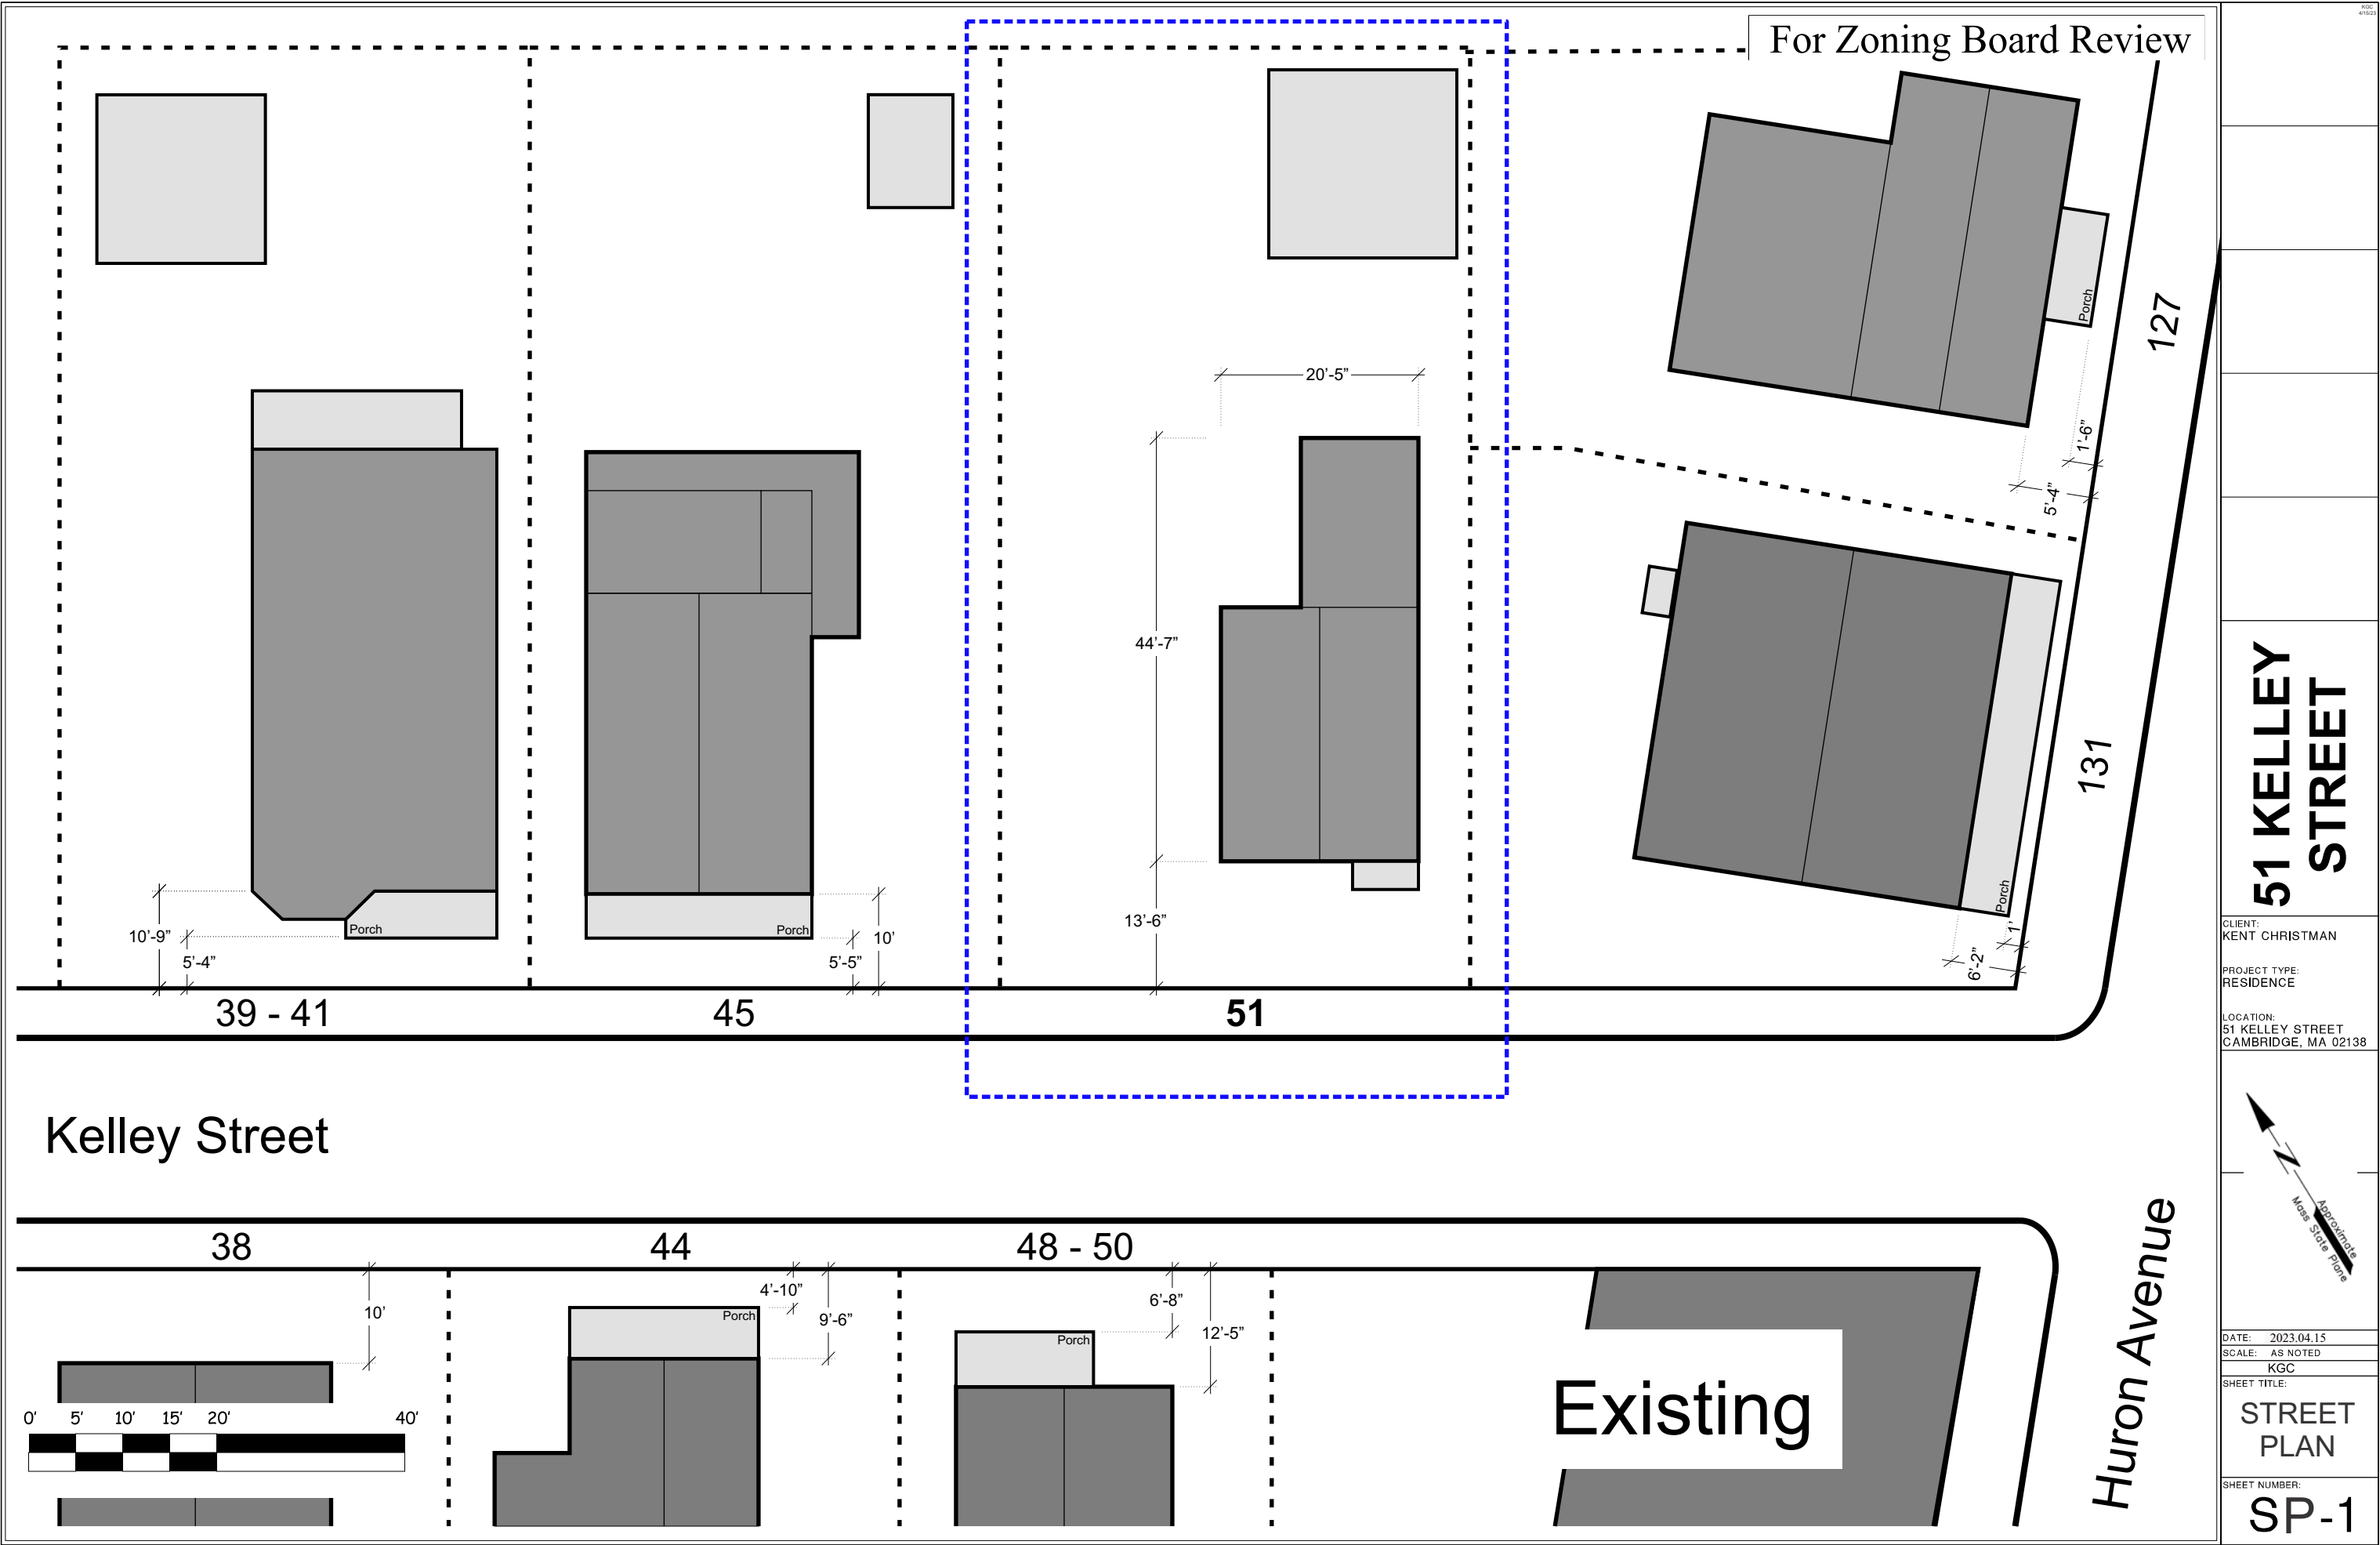 For Zoning Board Review
KGC
4/15/23
127
Porch
1'-6"
5'-4"
20'-5"
44'-7"
13'-6"
131
Porch
1'
6'-2"
10'-9"
5'-4"
Porch
Porch
5'-5"
10'
39 - 41
45
51
Kelley Street
38
44
48 - 50
10'
4'-10"
9'-6"
Porch
6'-8"
12'-5"
Porch
0' 5' 10' 15' 20' 40'
Existing
Huron Avenue
51 KELLEY
STREET
CLIENT:
KENT CHRISTMAN
PROJECT TYPE:
RESIDENCE
LOCATION:
51 KELLEY STREET
CAMBRIDGE, MA 02138
N
Approximate
Mass State Plane
DATE: 2023.04.15
SCALE: AS NOTED
KGC
SHEET TITLE:
STREET
PLAN
SHEET NUMBER:
SP-1